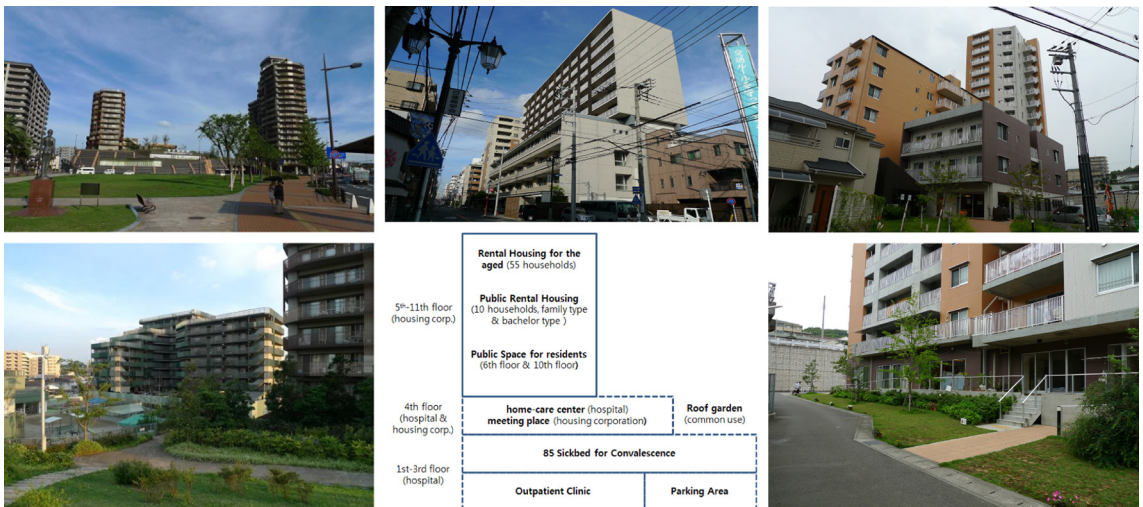 Rental Housing for the
aged (55 households)
5th-11th floor
(housing corp.)
Public Rental Housing
(10 households, family type
& bachelor type )
Public Space for residents
(6th floor & 10th floor)
4th floor
(hospital &
housing corp.)
home-care center (hospital)
meeting place (housing corporation)
Roof garden
(common use)
85 Sickbed for Convalescence
1st-3rd floor
(hospital)
Outpatient Clinic
Parking Area